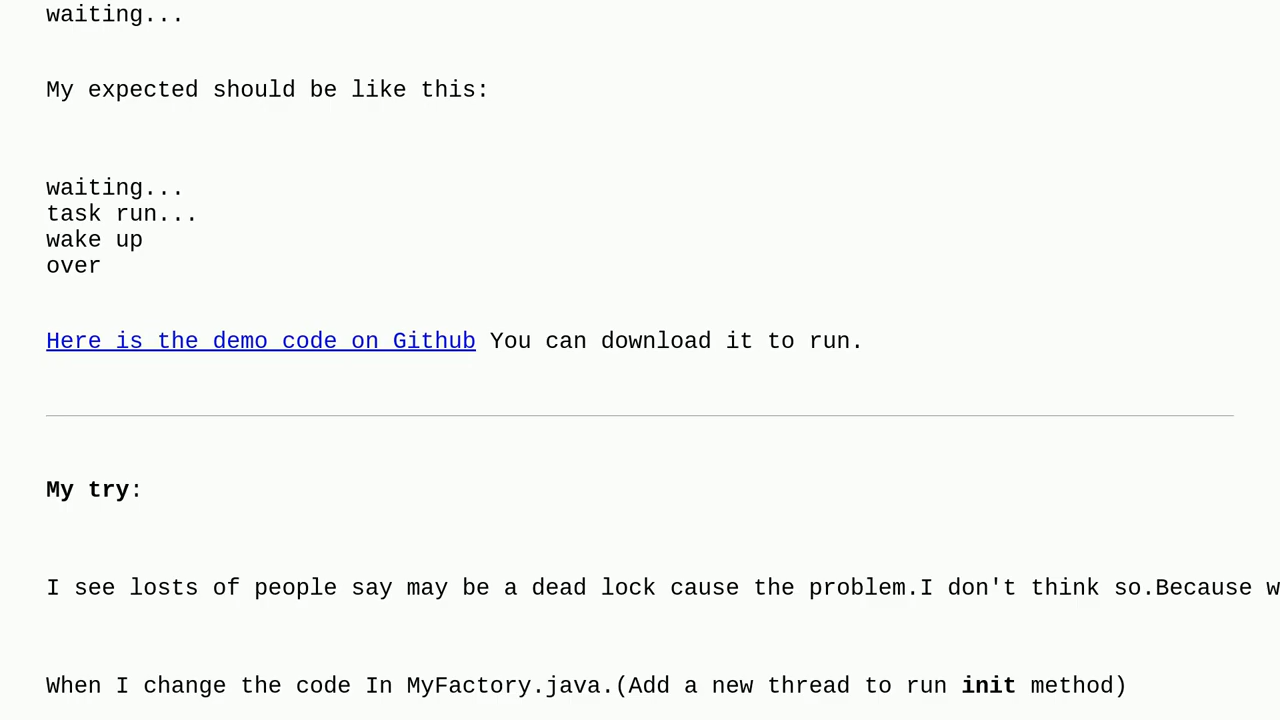 waiting...
My expected should be like this:
waiting...
task run...
wake up
over
Here is the demo code on Github You can download it to run.
My try:
I see losts of people say may be a dead lock cause the problem.I don't think so.Because
When I change the code In MyFactory.java.(Add a new thread to run init method)